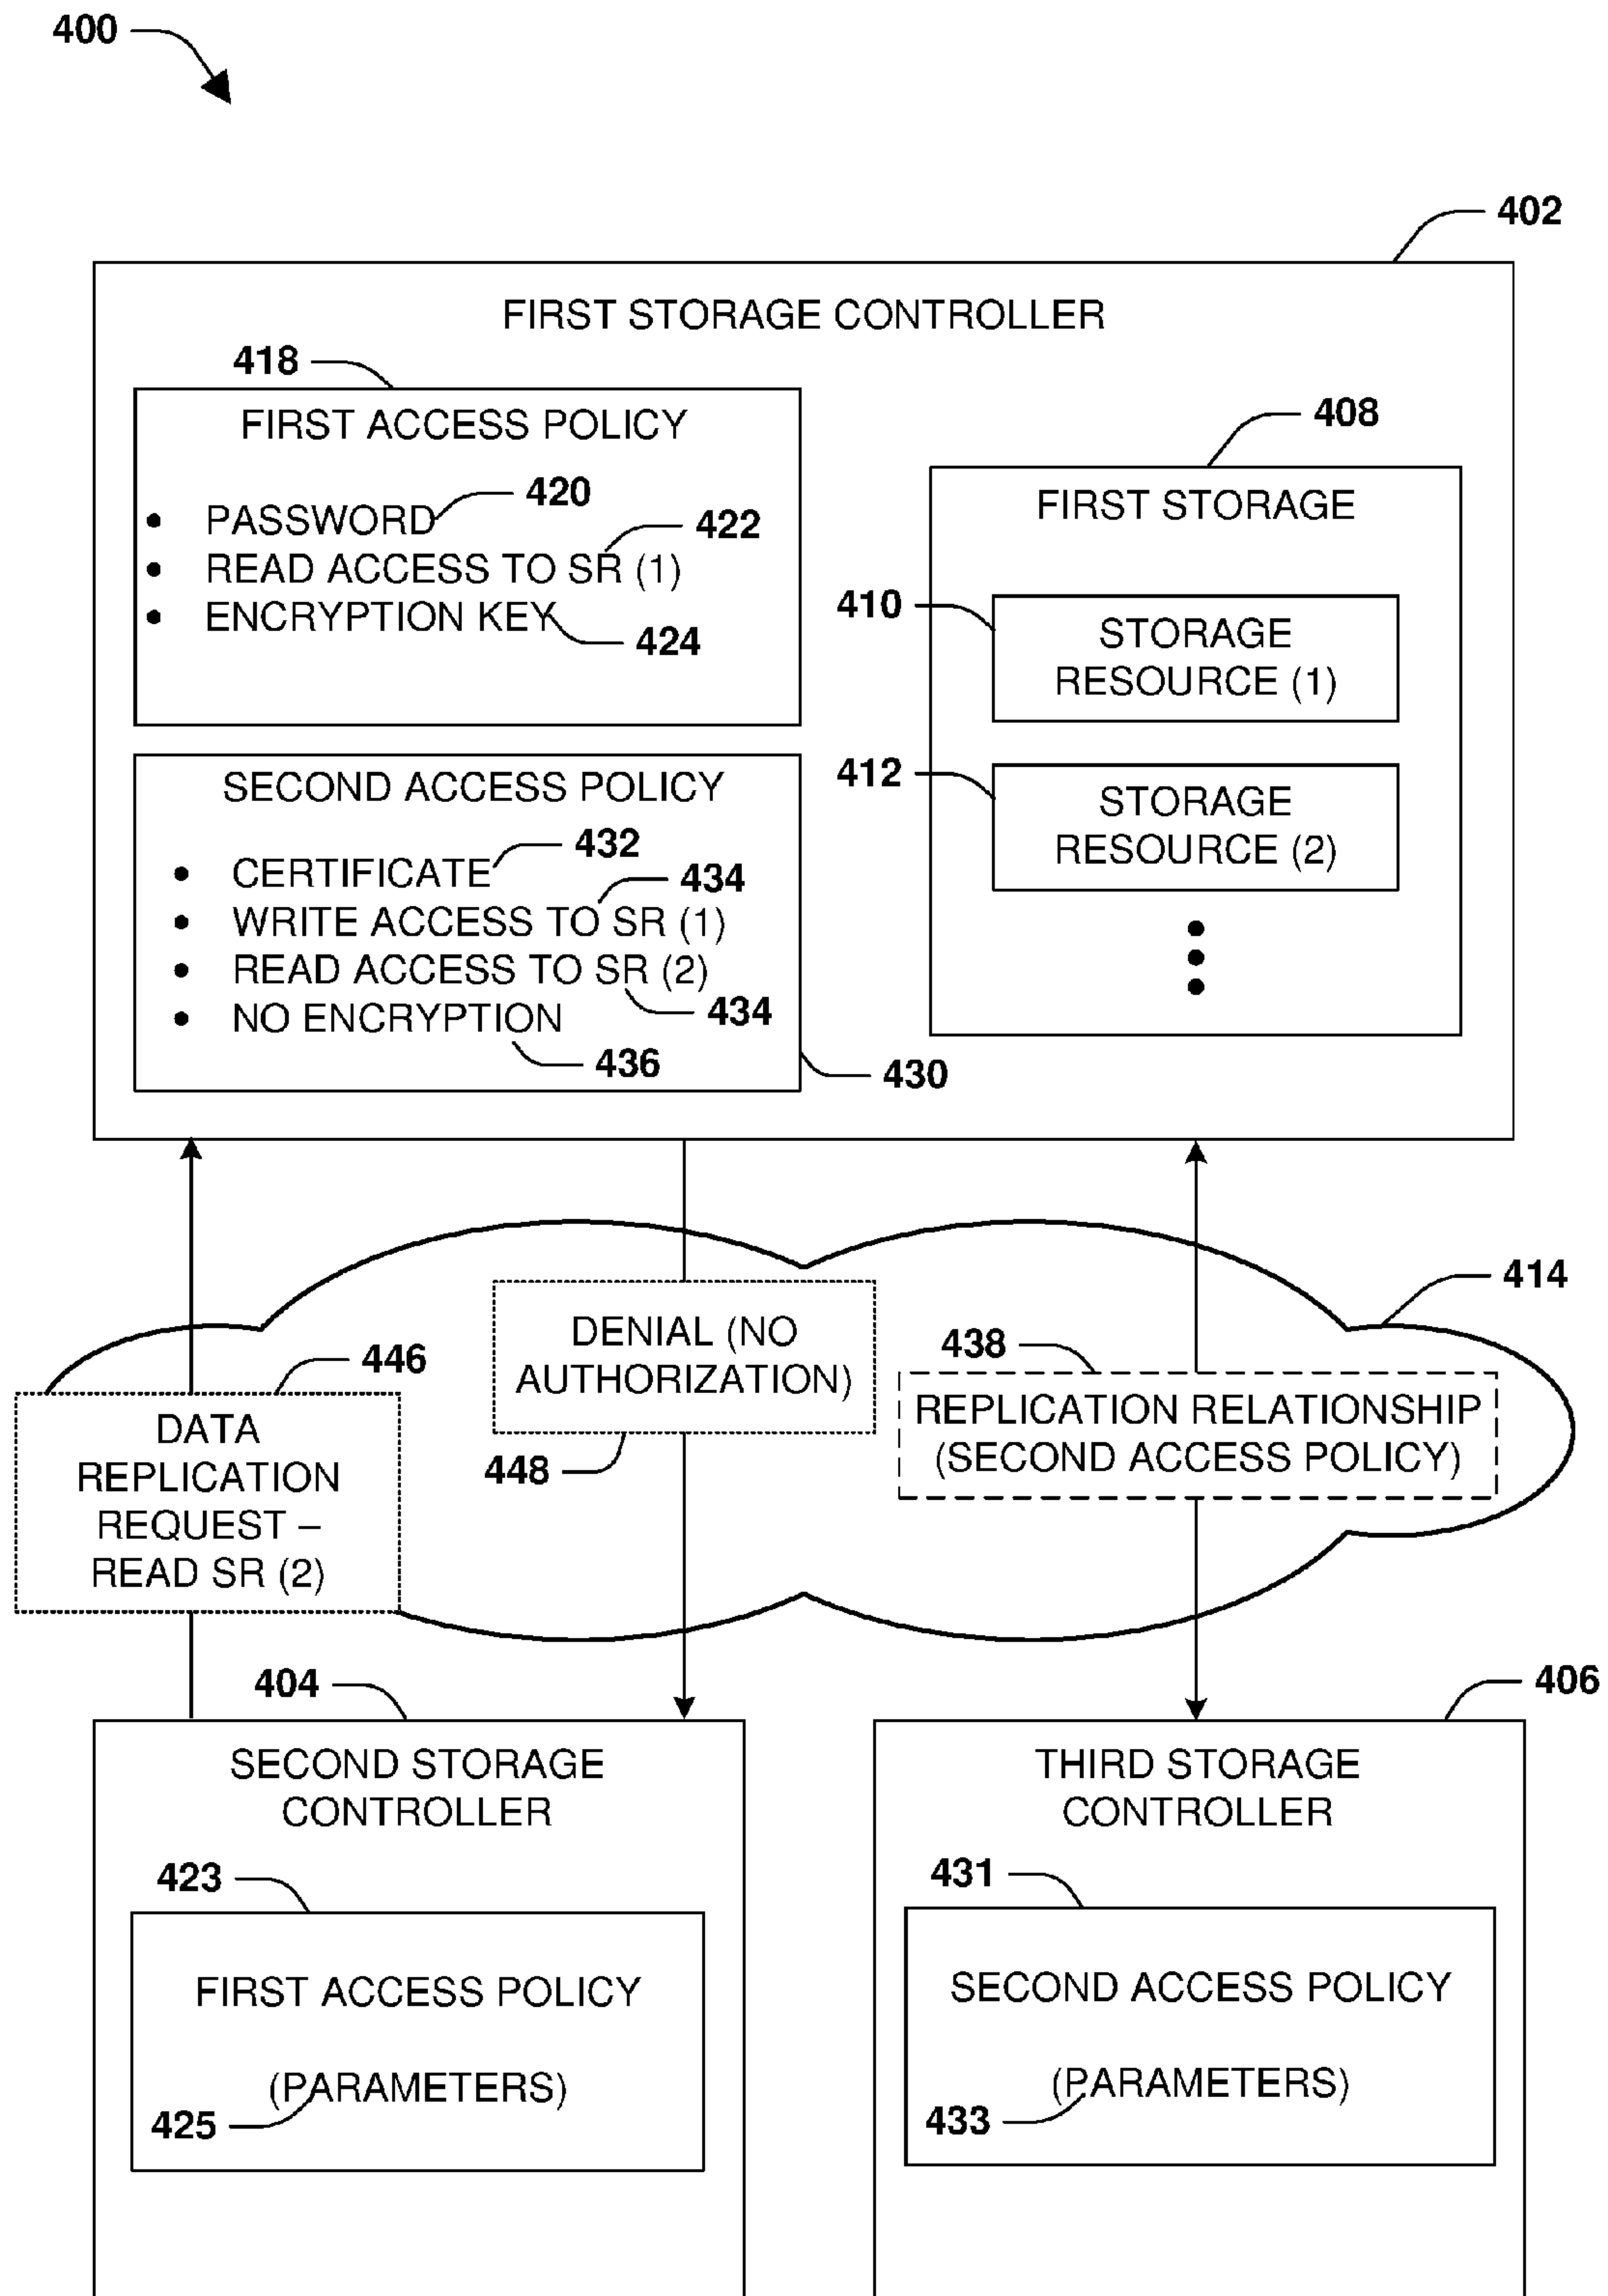 400
402
FIRST STORAGE CONTROLLER
418
FIRST ACCESS POLICY
• PASSWORD 420
• READ ACCESS TO SR (1) 422
• ENCRYPTION KEY 424
408
FIRST STORAGE
410
STORAGE
RESOURCE (1)
412
STORAGE
RESOURCE (2)
SECOND ACCESS POLICY
• CERTIFICATE 432
• WRITE ACCESS TO SR (1) 434
• READ ACCESS TO SR (2) 434
• NO ENCRYPTION 436
430
414
446
DATA
REPLICATION
REQUEST –
READ SR (2)
DENIAL (NO
AUTHORIZATION)
448
438
REPLICATION RELATIONSHIP
(SECOND ACCESS POLICY)
404
SECOND STORAGE
CONTROLLER
423
FIRST ACCESS POLICY
(PARAMETERS)
425
406
THIRD STORAGE
CONTROLLER
431
SECOND ACCESS POLICY
(PARAMETERS)
433